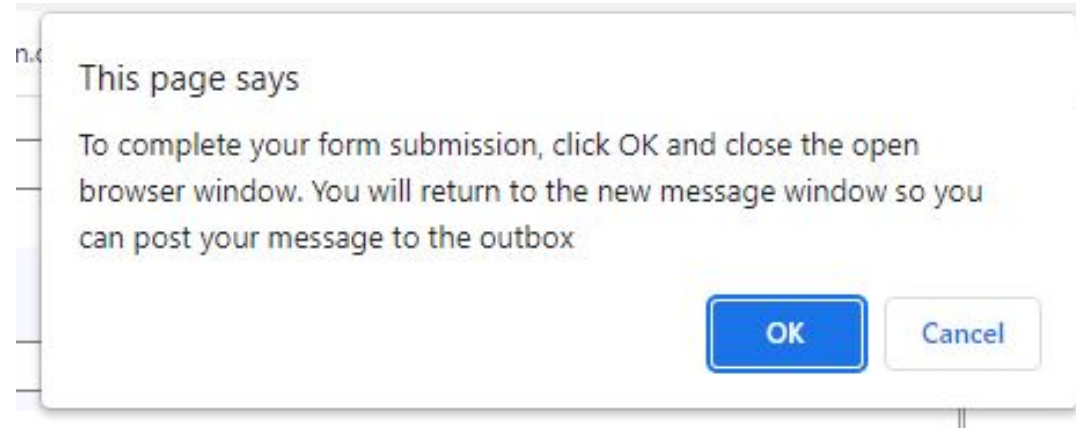 This page says
To complete your form submission, click OK and close the open
browser window. You will return to the new message window so you
can post your message to the outbox
OK
Cancel